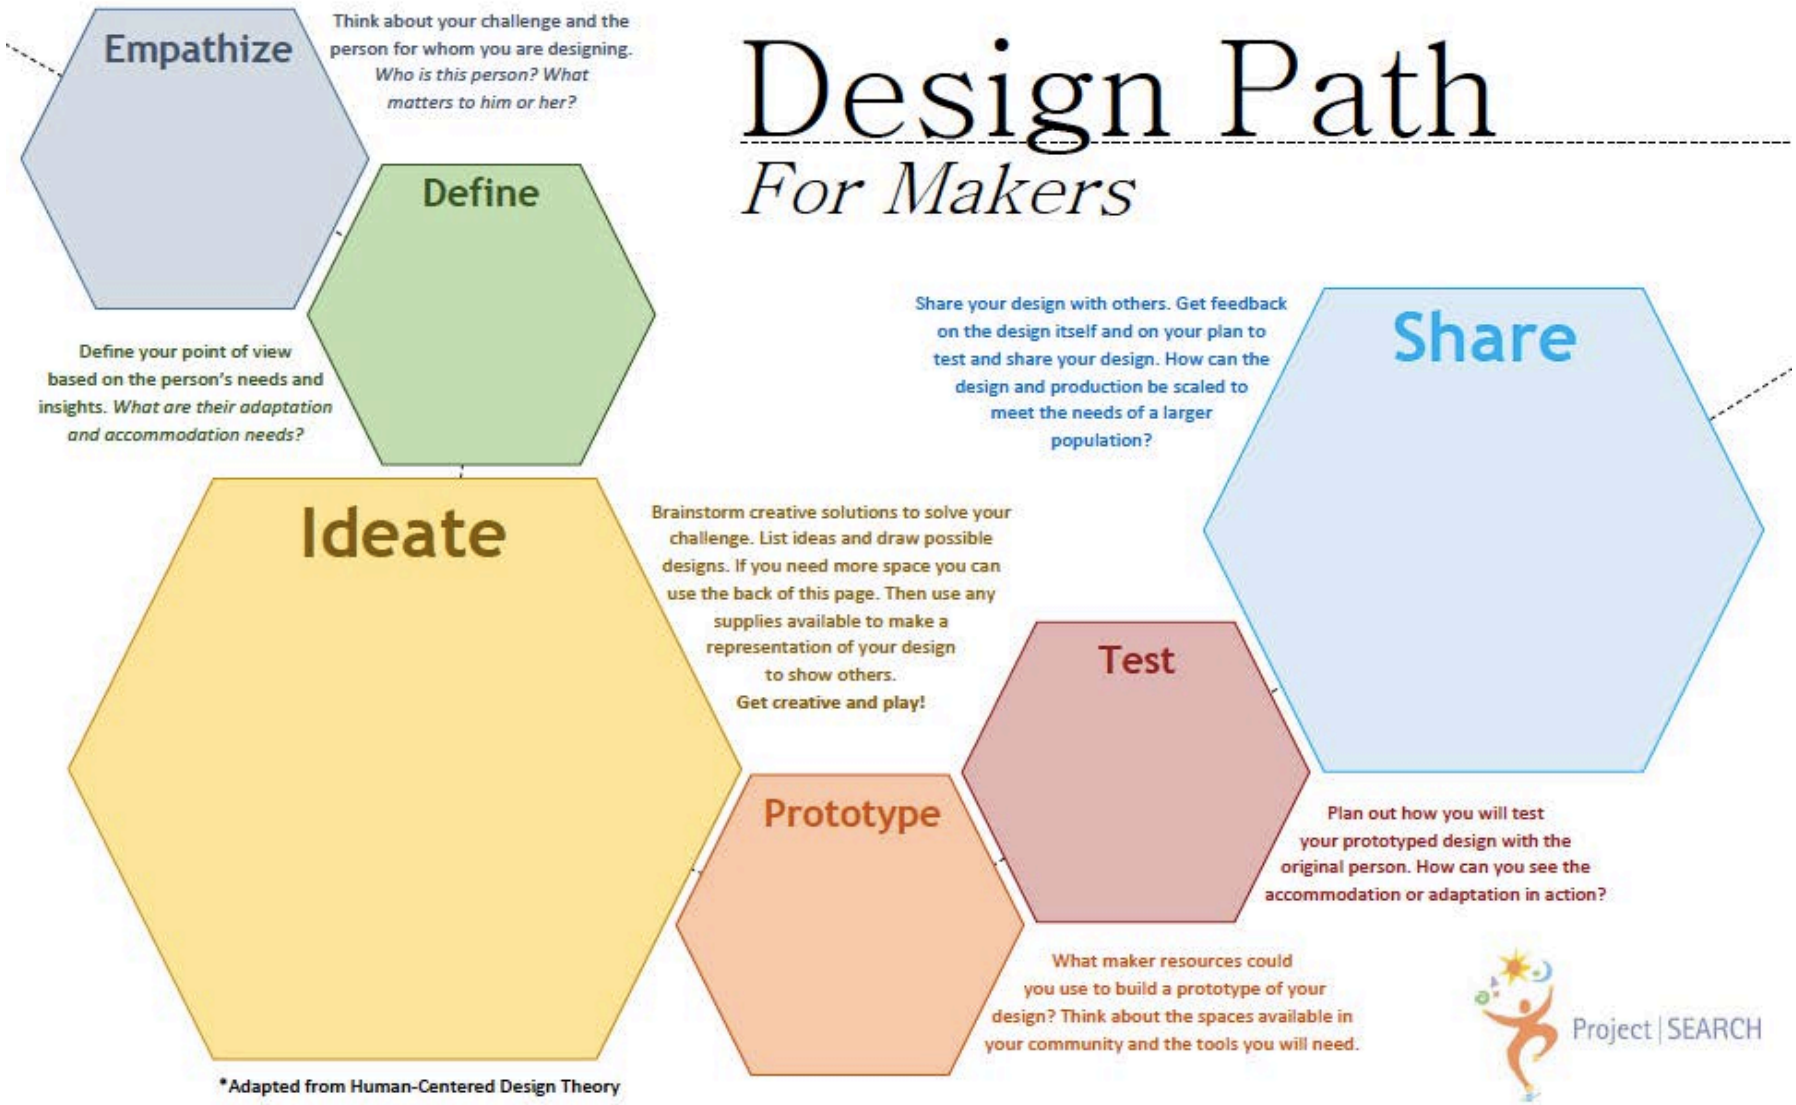 Empathize
Think about your challenge and the
person for whom you are designing.
Who is this person? What
matters to him or her?
Design Path
For Makers
Define
Define your point of view
based on the person's needs and
insights. What are their adaptation
and accommodation needs?
Ideate
Brainstorm creative solutions to solve your
challenge. List ideas and draw possible
designs. If you need more space you can
use the back of this page. Then use any
supplies available to make a
representation of your design
to show others.
Get creative and play!
Prototype
What maker resources could
you use to build a prototype of your
design? Think about the spaces available in
your community and the tools you will need.
Test
Plan out how you will test
your prototyped design with the
original person. How can you see the
accommodation or adaptation in action?
Share
Share your design with others. Get feedback
on the design itself and on your plan to
test and share your design. How can the
design and production be scaled to
meet the needs of a larger
population?
*Adapted from Human-Centered Design Theory
Project | SEARCH